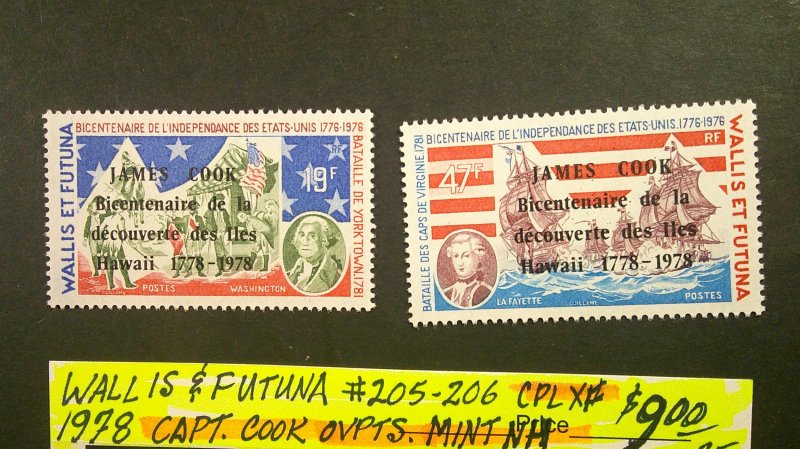 BICENTENAIRE DE L'INDEPENDANCE DES ETATS-UNIS 1776-1976
WALLIS ET FUTUNA
RF
19F
JAMES COOK
Bicentenaire de la
découverte des Iles
Hawaii 1778-1978
BATAILLE DE YORKTOWN.1781
GUILLAME
POSTES
WASHINGTON
BICENTENAIRE DE L'INDEPENDANCE DES ETATS-UNIS.1776-1976
BATAILLE DES CAPS DE VIRGINIE.1781
47F
RF
JAMES COOK
Bicentenaire de la
découverte des Iles
Hawaii 1778-1978
WALLIS ET FUTUNA
LA FAYETTE
GUILLAME
POSTES
WALLIS & FUTUNA #205-206 CPL X# $9.00
1978 CAPT. COOK OVPTS. MINT NH Price